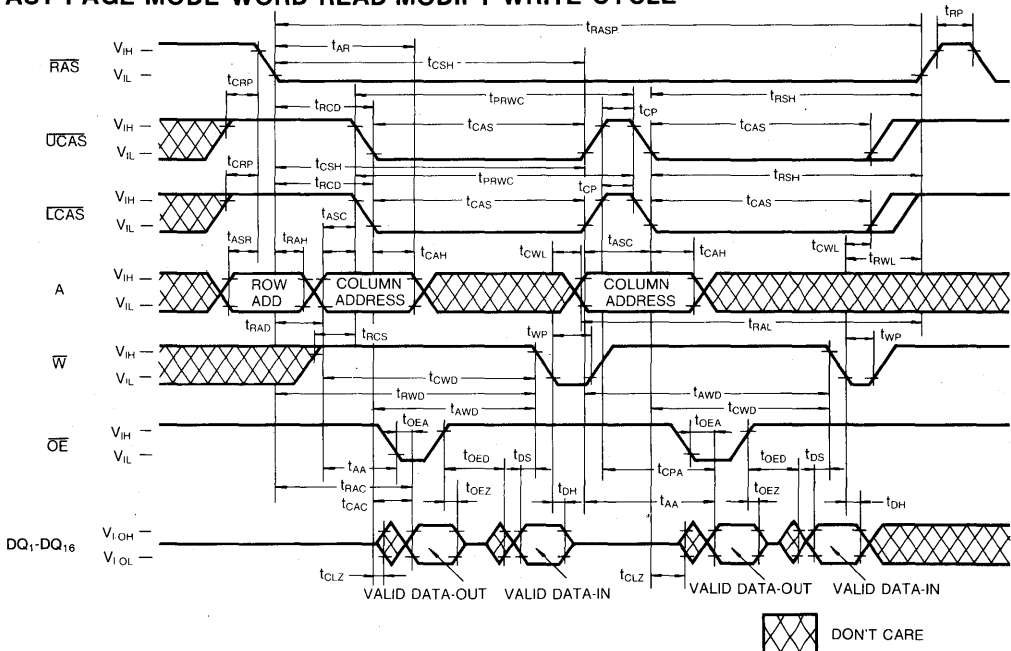 AST PAGE MODE WORD READ MODIFY WRITE CYCLE
tRASP
tRP
RAS
VIH
VIL
tAR
tCSH
tCRP
tRCD
tPRWC
tCP
tRSH
UCAS
VIH
VIL
tCAS
tCAS
tCRP
tCSH
tRCD
tPRWC
tCP
tRSH
LCAS
VIH
VIL
tCAS
tCAS
tASC
tASR
tRAH
tCAH
tCWL
tASC
tCAH
tCWL
tRWL
A
VIH
VIL
ROW
ADD
COLUMN
ADDRESS
COLUMN
ADDRESS
tRAD
tRCS
tWP
tRAL
tWP
W
VIH
VIL
tCWD
tRWD
tAWD
tAWD
tCWD
OE
VIH
VIL
tOEA
tOEA
tAA
tOED
tDS
tCPA
tOED
tDS
tRAC
tCAC
tOEZ
tDH
tAA
tOEZ
tDH
DQ1-DQ16
VI OH
VI OL
tCLZ
VALID DATA-OUT
VALID DATA-IN
tCLZ
VALID DATA-OUT
VALID DATA-IN
DON'T CARE